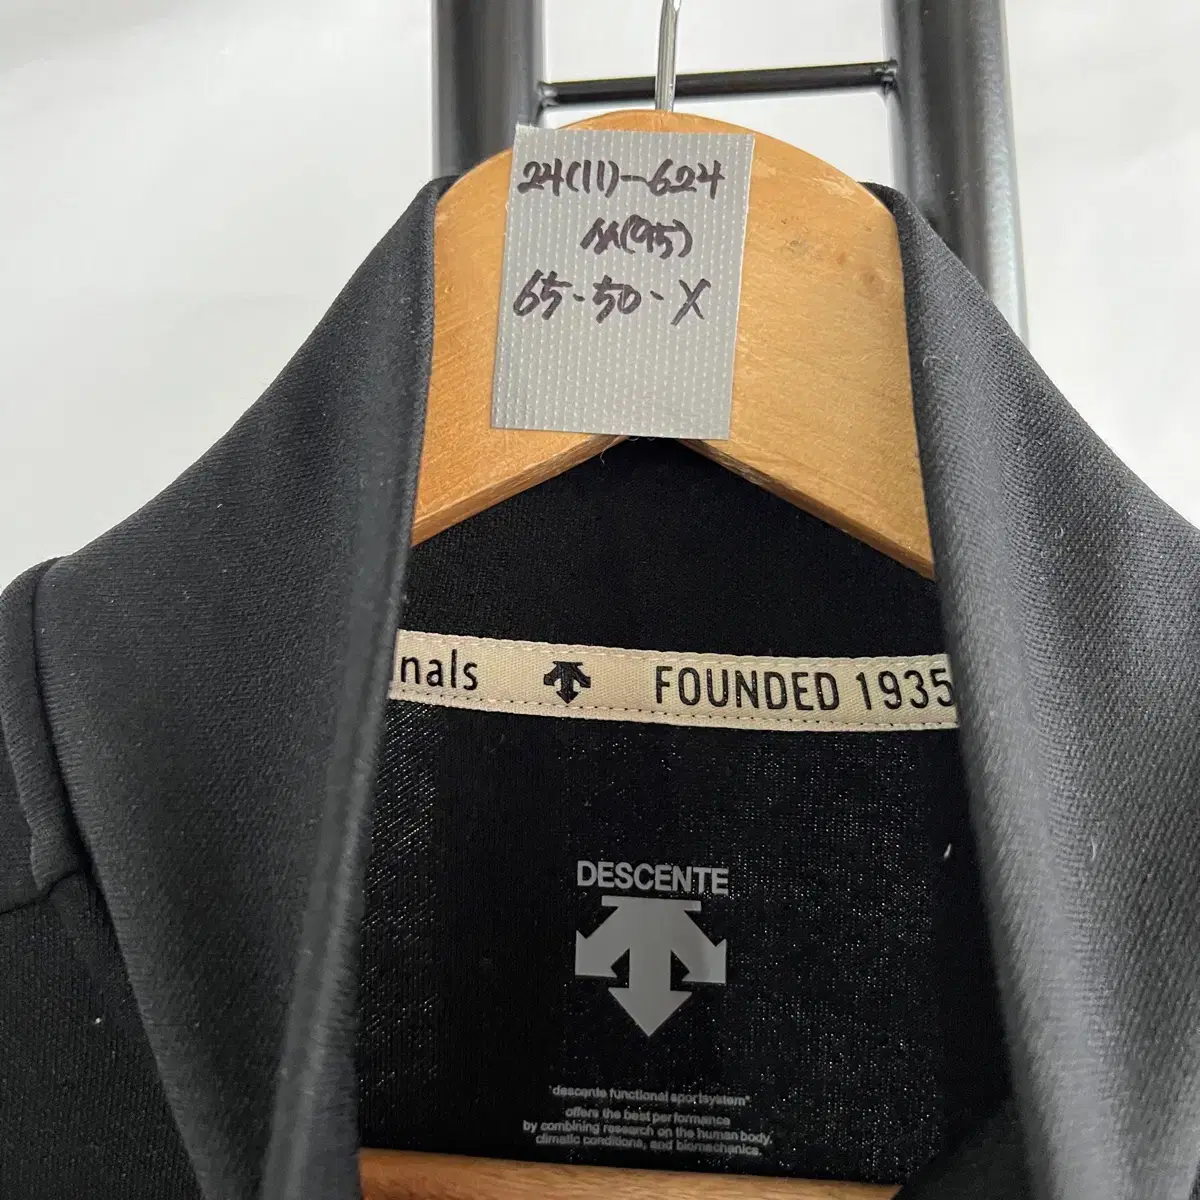 24(11)-624
M(95)
65-50-X
nals FOUNDED 1935
DESCENTE
"descente functional sportsystem"
offers the best performance
by combining research on the human body,
climatic conditions, and biomechanics.